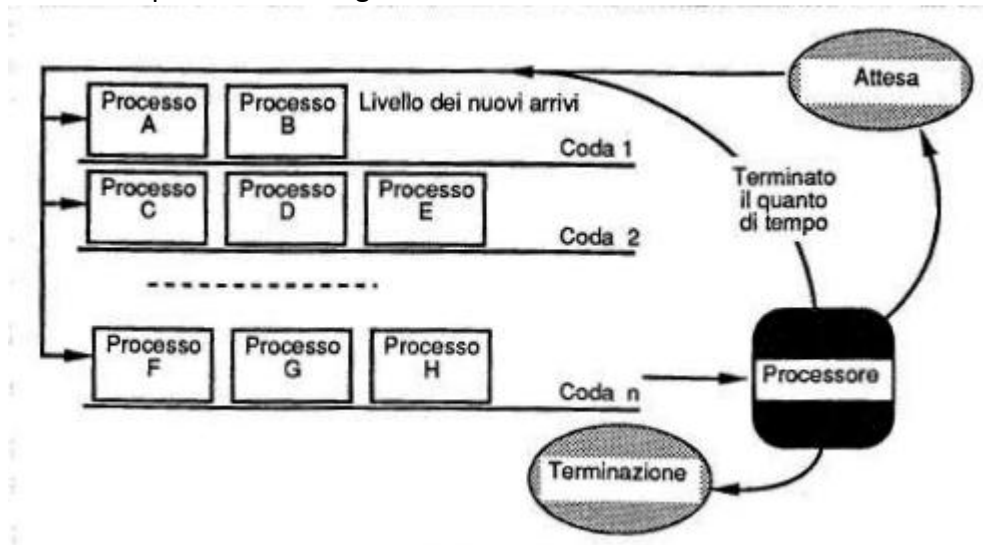 Attesa
Processo
A
Processo
B
Livello dei nuovi arrivi
Coda 1
Processo
C
Processo
D
Processo
E
Coda 2
Terminato
il quanto
di tempo
Processo
F
Processo
G
Processo
H
Coda n
Processore
Terminazione